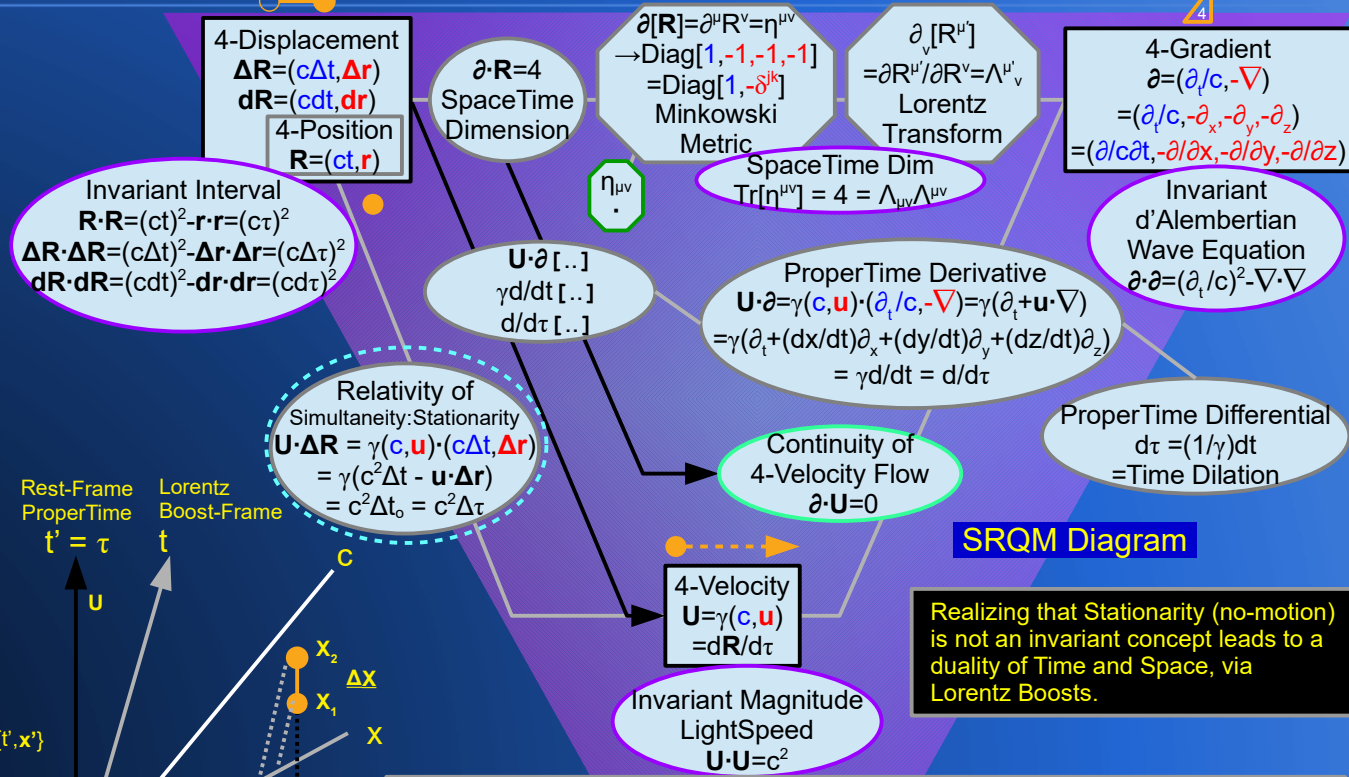 4
4-Displacement
ΔR=(cΔt,Δr)
dR=(cdt,dr)
4-Position
R=(ct,r)
Invariant Interval
R·R=(ct)²-r·r=(cτ)²
ΔR·ΔR=(cΔt)²-Δr·Δr=(cΔτ)²
dR·dR=(cdt)²-dr·dr=(cdτ)²
∂·R=4
SpaceTime
Dimension
∂[R]=∂^μR^ν=η^μν
→Diag[1,-1,-1,-1]
=Diag[1,-δ^jk]
Minkowski
Metric
∂_ν[R^μ']
=∂R^μ'/∂R^ν=Λ^μ'_ν
Lorentz
Transform
4-Gradient
∂=(∂_t/c,-∇)
=(∂_t/c,-∂_x,-∂_y,-∂_z)
=(∂/c∂t,-∂/∂x,-∂/∂y,-∂/∂z)
η_μν
.
SpaceTime Dim
Tr[η^μν] = 4 = Λ_μνΛ^μν
Invariant
d'Alembertian
Wave Equation
∂·∂=(∂_t/c)²-∇·∇
U·∂[..]
γd/dt [..]
d/dτ [..]
ProperTime Derivative
U·∂=γ(c,u)·(∂_t/c,-∇)=γ(∂_t+u·∇)
=γ(∂_t+(dx/dt)∂_x+(dy/dt)∂_y+(dz/dt)∂_z)
= γd/dt = d/dτ
Relativity of
Simultaneity:Stationarity
U·ΔR = γ(c,u)·(cΔt,Δr)
= γ(c²Δt - u·Δr)
= c²Δt_o = c²Δτ
ProperTime Differential
dτ =(1/γ)dt
=Time Dilation
Continuity of
4-Velocity Flow
∂·U=0
SRQM Diagram
4-Velocity
U=γ(c,u)
=dR/dτ
Invariant Magnitude
LightSpeed
U·U=c²
Realizing that Stationarity (no-motion)
is not an invariant concept leads to a
duality of Time and Space, via
Lorentz Boosts.
Rest-Frame
ProperTime
t' = τ
Lorentz
Boost-Frame
t
c
U
X₂
ΔX
X₁
x
t',x'}